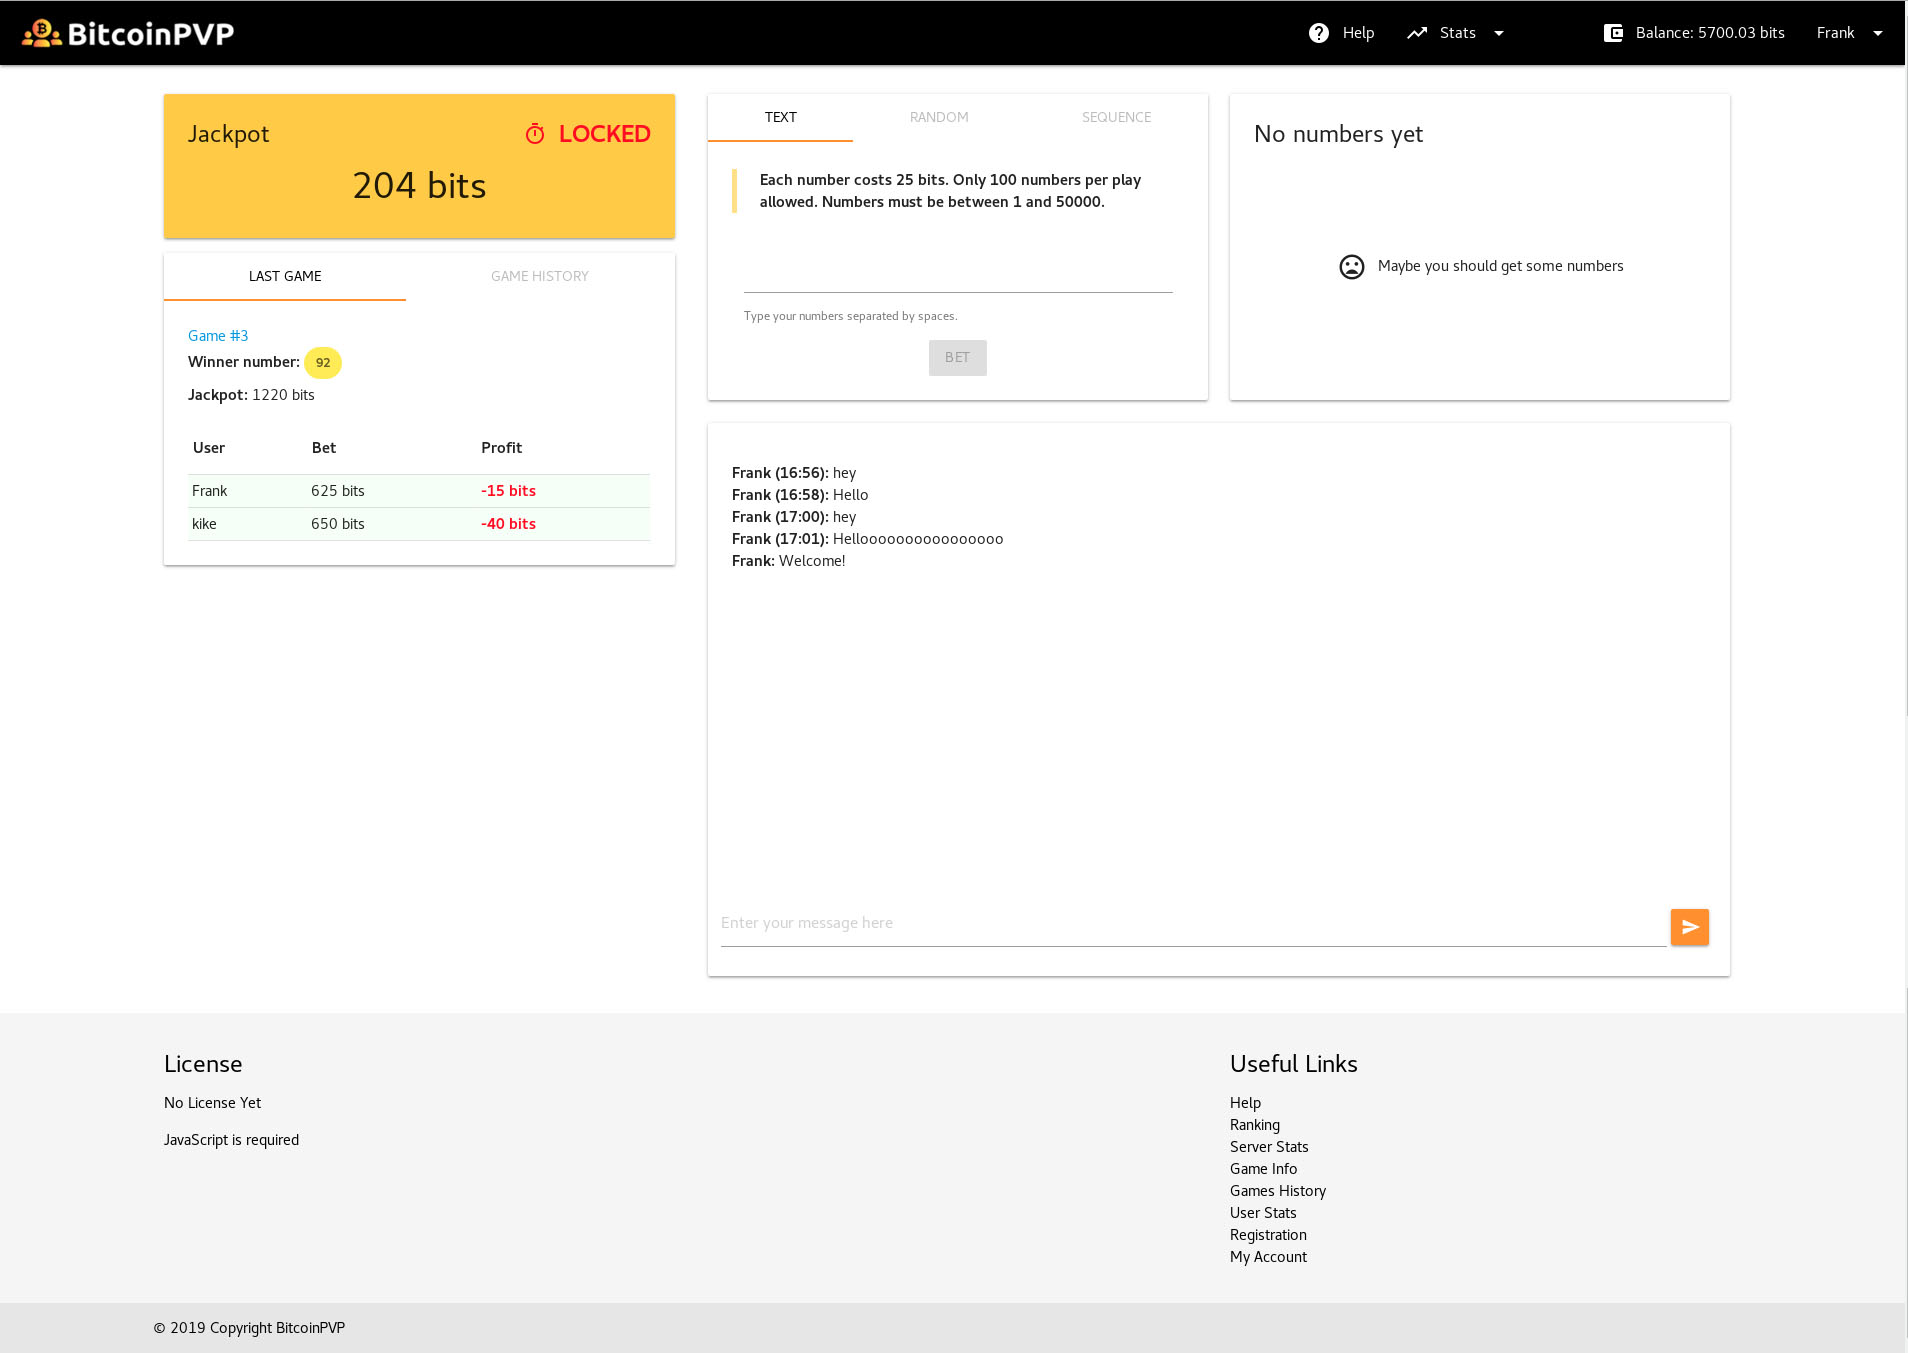 BitcoinPVP
Help
Stats
Balance: 5700.03 bits
Frank
Jackpot
LOCKED
204 bits
LAST GAME
GAME HISTORY
Game #3
Winner number: 92
Jackpot: 1220 bits
User Bet Profit
Frank 625 bits -15 bits
kike 650 bits -40 bits
TEXT
RANDOM
SEQUENCE
Each number costs 25 bits. Only 100 numbers per play
allowed. Numbers must be between 1 and 50000.
Type your numbers separated by spaces.
BET
No numbers yet
Maybe you should get some numbers
Frank (16:56): hey
Frank (16:58): Hello
Frank (17:00): hey
Frank (17:01): Helloooooooooooooooo
Frank: Welcome!
Enter your message here
License
No License Yet
JavaScript is required
Useful Links
Help
Ranking
Server Stats
Game Info
Games History
User Stats
Registration
My Account
© 2019 Copyright BitcoinPVP